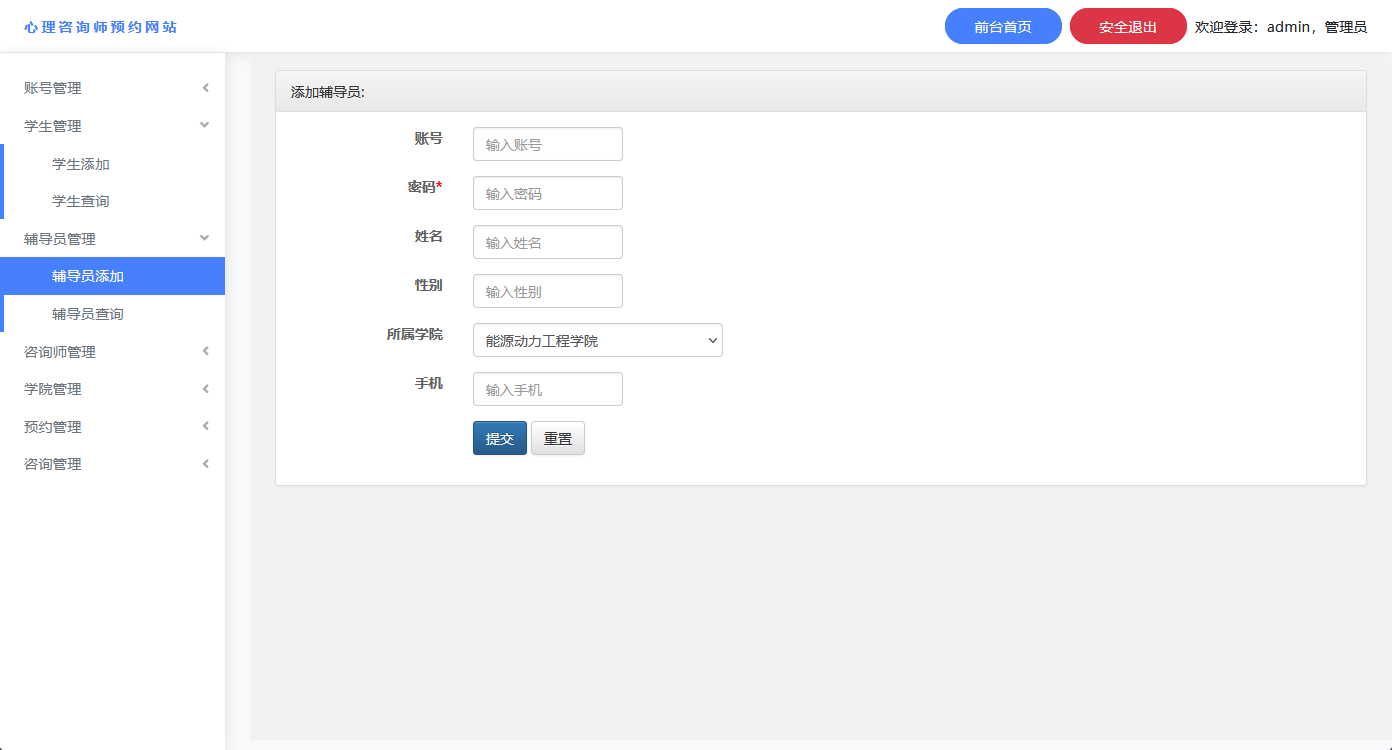 心理咨询师预约网站
前台首页
安全退出
欢迎登录：admin，管理员
账号管理
学生管理
学生添加
学生查询
辅导员管理
辅导员添加
辅导员查询
咨询师管理
学院管理
预约管理
咨询管理
添加辅导员:
账号
输入账号
密码*
输入密码
姓名
输入姓名
性别
输入性别
所属学院
能源动力工程学院
手机
输入手机
提交
重置